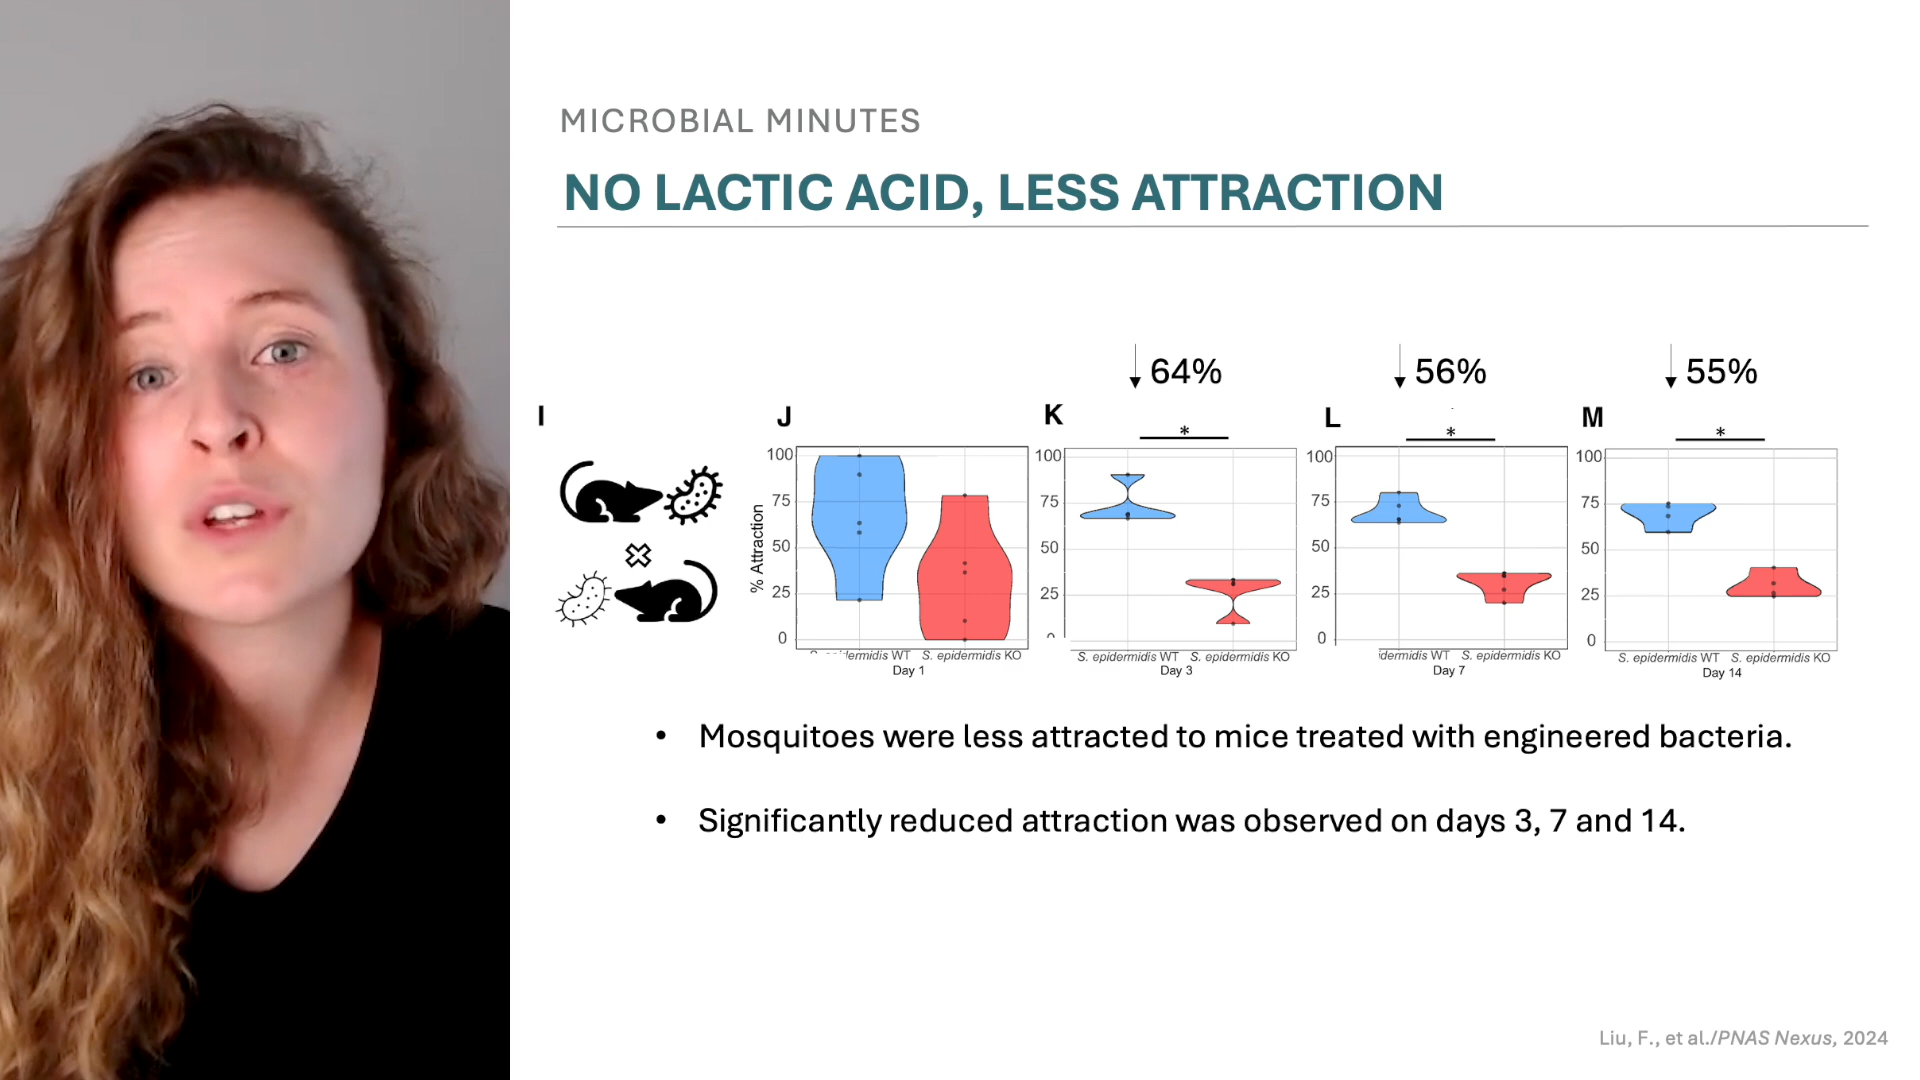 MICROBIAL MINUTES
NO LACTIC ACID, LESS ATTRACTION
64%
56%
55%
I
J
K
L
M
*
*
*
% Attraction
100
75
50
25
0
100
75
50
25
100
75
50
25
0
100
75
50
25
0
WT S. epidermidis KO
Day 1
S. epidermidis WT S. epidermidis KO
Day 3
WT S. epidermidis KO
Day 7
S. epidermidis WT S. epidermidis KO
Day 14
• Mosquitoes were less attracted to mice treated with engineered bacteria.
• Significantly reduced attraction was observed on days 3, 7 and 14.
Liu, F., et al./PNAS Nexus, 2024